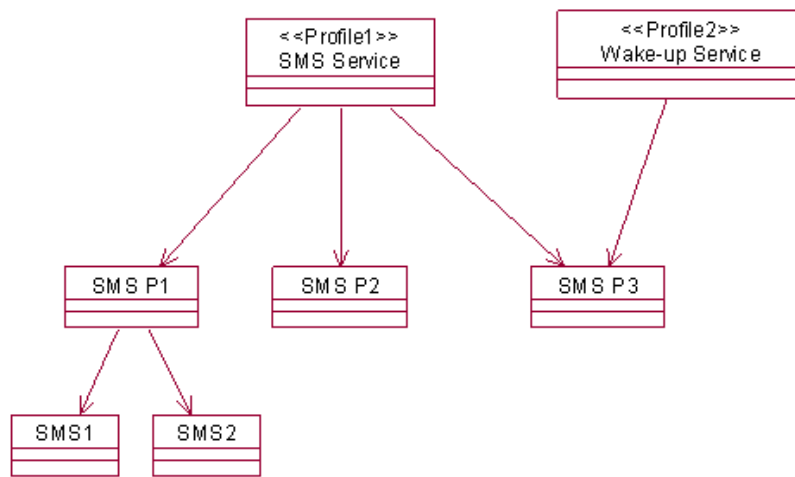 <<Profile1>>
SMS Service
<<Profile2>>
Wake-up Service
SMS P1
SMS P2
SMS P3
SMS1
SMS2